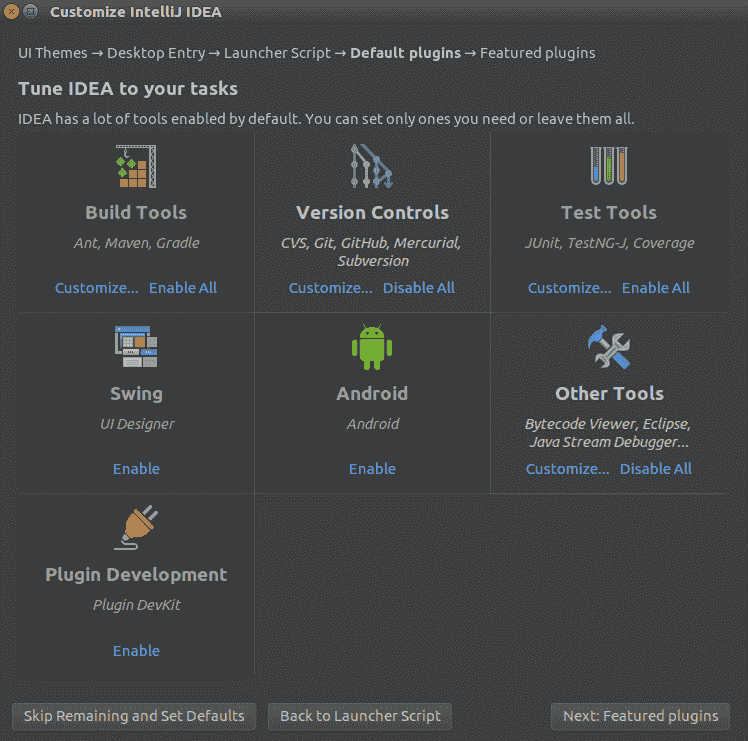 Customize IntelliJ IDEA
UI Themes → Desktop Entry → Launcher Script → Default plugins → Featured plugins
Tune IDEA to your tasks
IDEA has a lot of tools enabled by default. You can set only ones you need or leave them all.
Build Tools
Ant, Maven, Gradle
Customize... Enable All
Version Controls
CVS, Git, GitHub, Mercurial,
Subversion
Customize... Disable All
Test Tools
JUnit, TestNG-J, Coverage
Customize... Enable All
Swing
UI Designer
Enable
Android
Android
Enable
Other Tools
Bytecode Viewer, Eclipse,
Java Stream Debugger...
Customize... Disable All
Plugin Development
Plugin DevKit
Enable
Skip Remaining and Set Defaults
Back to Launcher Script
Next: Featured plugins